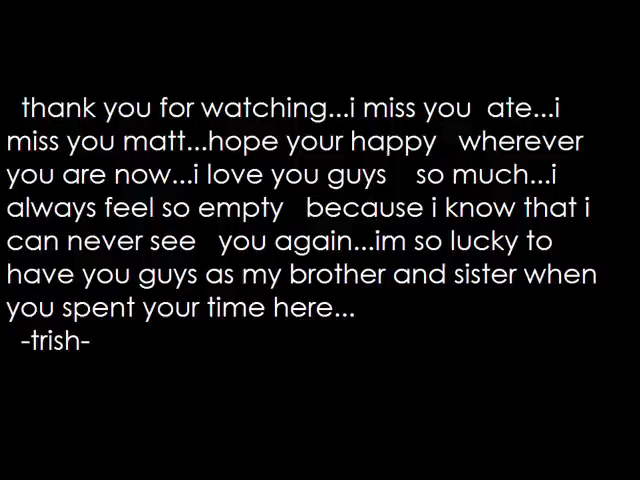 thank you for watching...i miss you ate...i
miss you matt...hope your happy wherever
you are now...i love you guys so much...i
always feel so empty because i know that i
can never see you again...im so lucky to
have you guys as my brother and sister when
you spent your time here...
-trish-